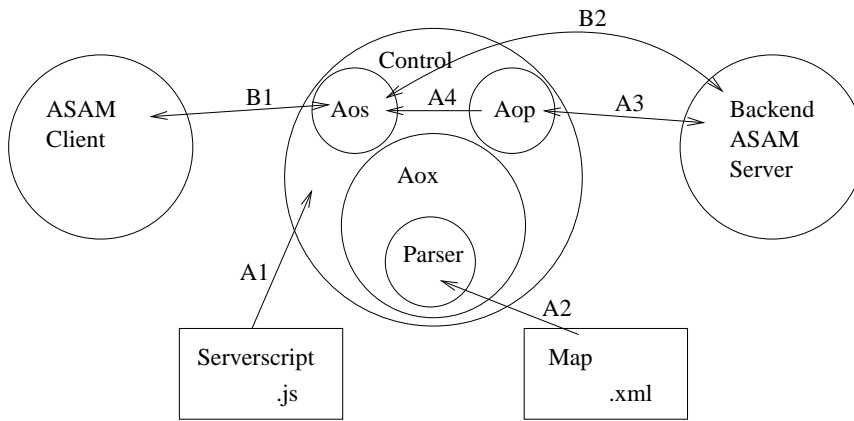 B2
Control
ASAM
Client
B1
Aos
A4
Aop
A3
Backend
ASAM
Server
Aox
Parser
A1
A2
Serverscript
.js
Map
.xml